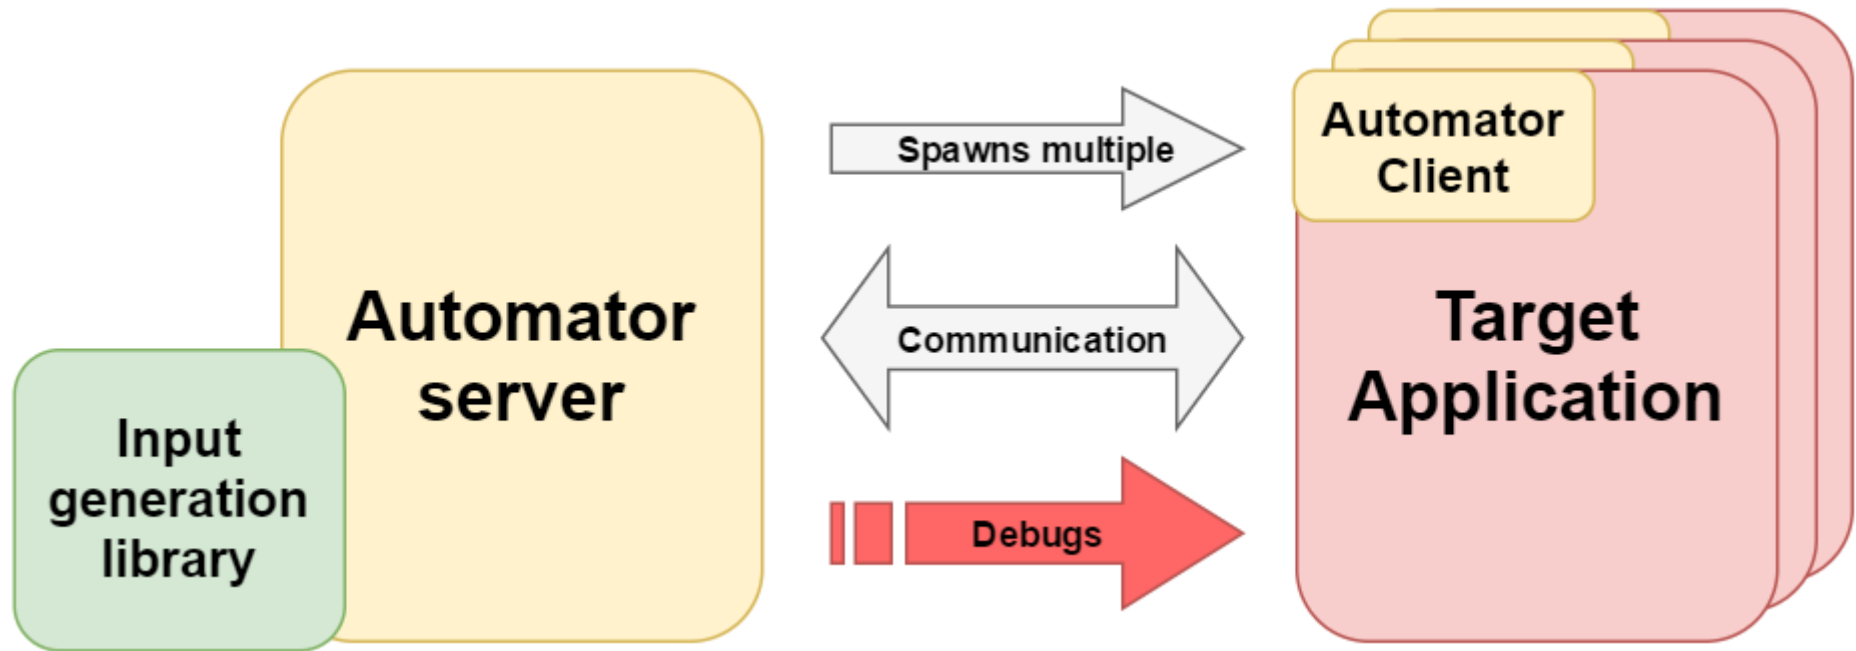 Automator
server
Input
generation
library
Spawns multiple
Communication
Debugs
Automator
Client
Target
Application